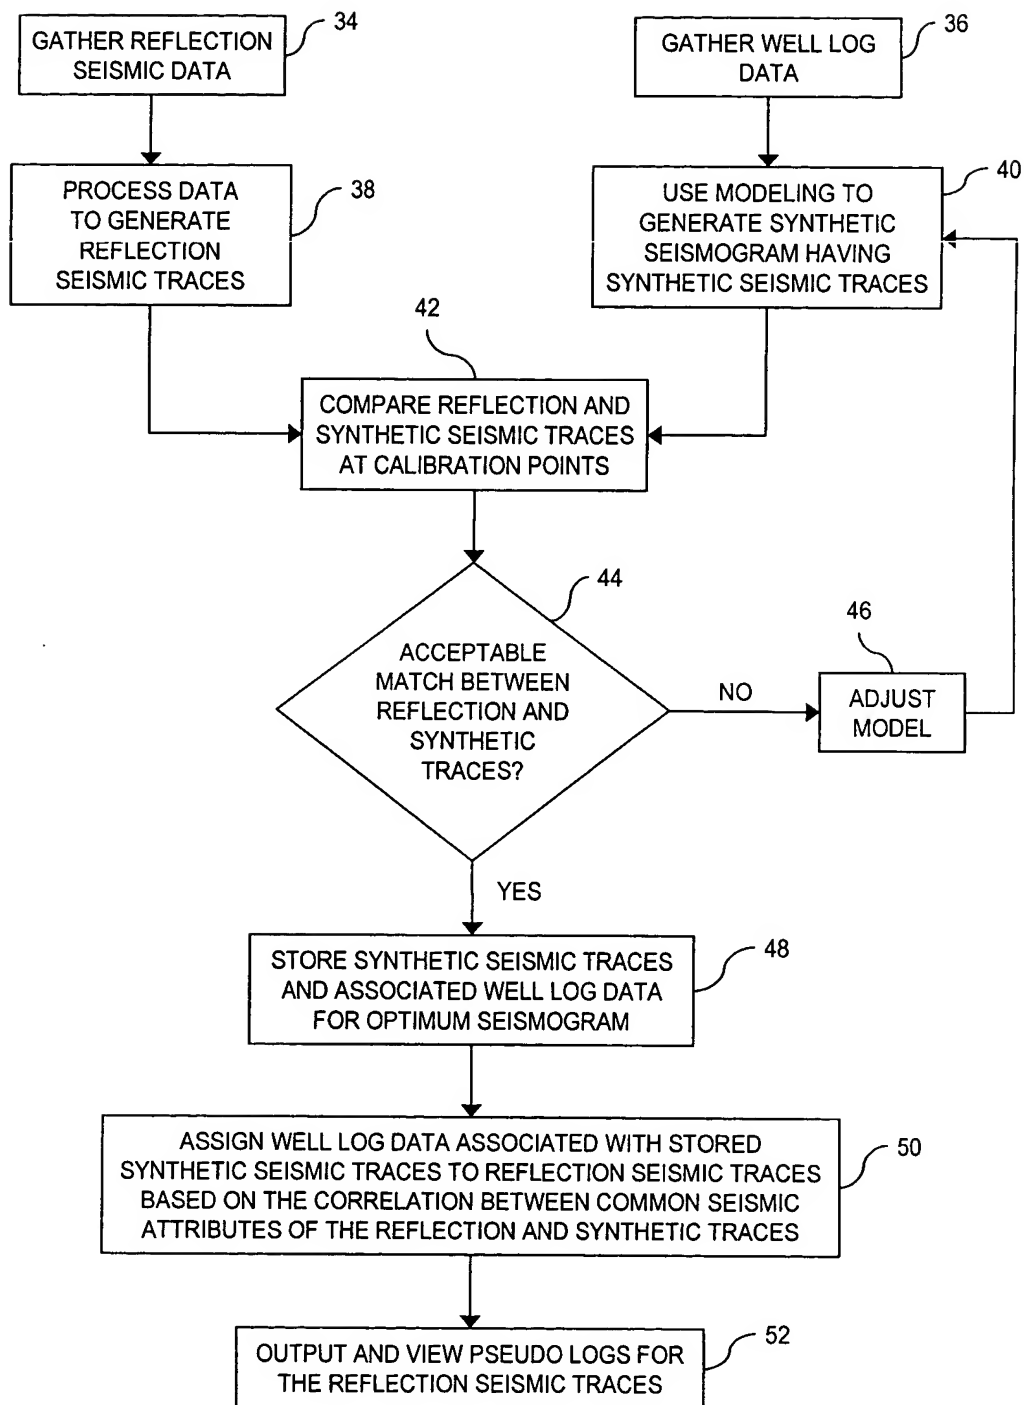 34
GATHER REFLECTION
SEISMIC DATA
36
GATHER WELL LOG
DATA
38
PROCESS DATA
TO GENERATE
REFLECTION
SEISMIC TRACES
40
USE MODELING TO
GENERATE SYNTHETIC
SEISMOGRAM HAVING
SYNTHETIC SEISMIC TRACES
42
COMPARE REFLECTION AND
SYNTHETIC SEISMIC TRACES
AT CALIBRATION POINTS
44
ACCEPTABLE
MATCH BETWEEN
REFLECTION AND
SYNTHETIC
TRACES?
NO
46
ADJUST
MODEL
YES
48
STORE SYNTHETIC SEISMIC TRACES
AND ASSOCIATED WELL LOG DATA
FOR OPTIMUM SEISMOGRAM
50
ASSIGN WELL LOG DATA ASSOCIATED WITH STORED
SYNTHETIC SEISMIC TRACES TO REFLECTION SEISMIC TRACES
BASED ON THE CORRELATION BETWEEN COMMON SEISMIC
ATTRIBUTES OF THE REFLECTION AND SYNTHETIC TRACES
52
OUTPUT AND VIEW PSEUDO LOGS FOR
THE REFLECTION SEISMIC TRACES